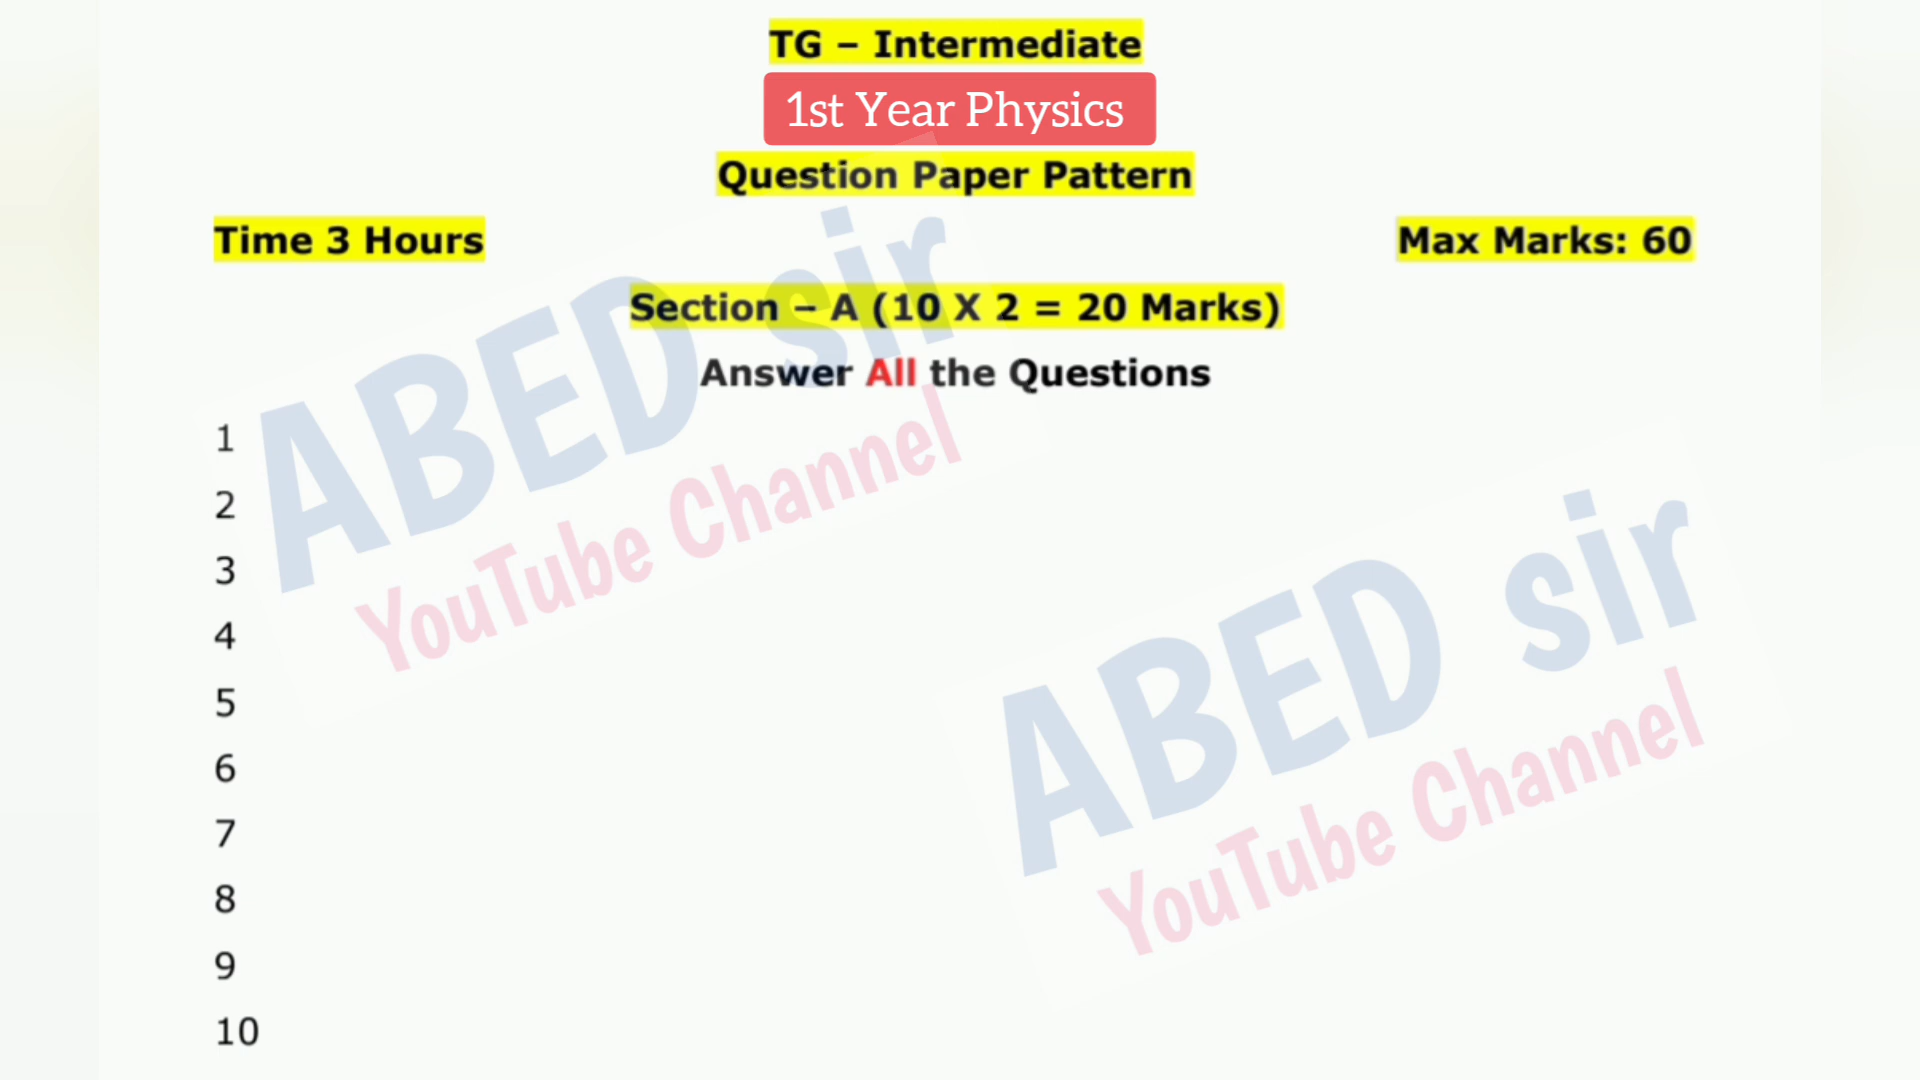 TG – Intermediate
1st Year Physics
Question Paper Pattern
Time 3 Hours
Max Marks: 60
Section – A (10 X 2 = 20 Marks)
Answer All the Questions
1
2
3
4
5
6
7
8
9
10
ABED sir
YouTube Channel
ABED sir
YouTube Channel